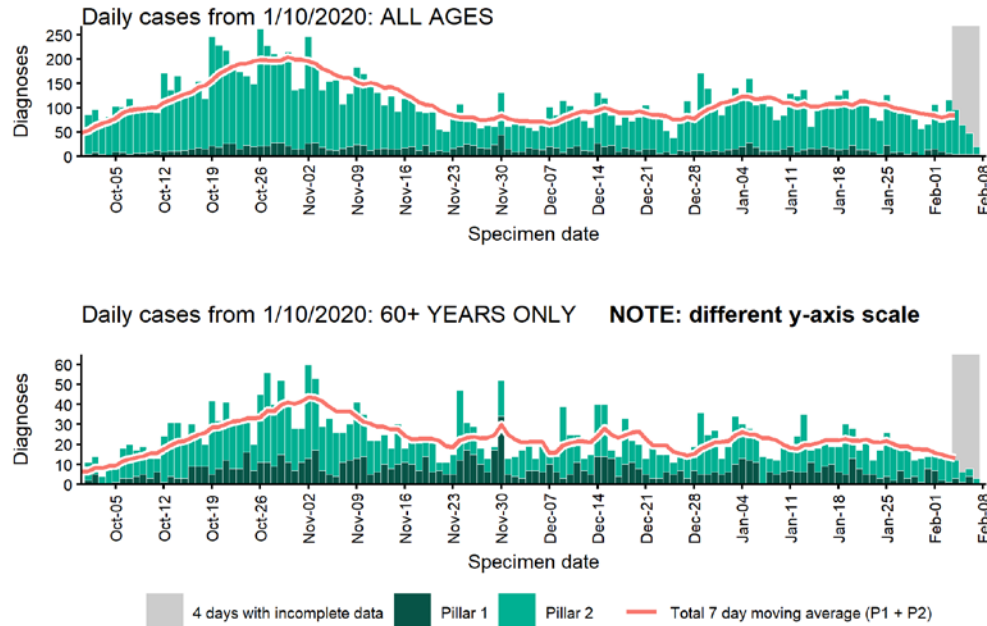 Daily cases from 1/10/2020: ALL AGES
Diagnoses
250
200
150
100
50
0
Oct-05
Oct-12
Oct-19
Oct-26
Nov-02
Nov-09
Nov-16
Nov-23
Nov-30
Dec-07
Dec-14
Dec-21
Dec-28
Jan-04
Jan-11
Jan-18
Jan-25
Feb-01
Feb-08
Specimen date
Daily cases from 1/10/2020: 60+ YEARS ONLY NOTE: different y-axis scale
Diagnoses
60
50
40
30
20
10
0
Oct-05
Oct-12
Oct-19
Oct-26
Nov-02
Nov-09
Nov-16
Nov-23
Nov-30
Dec-07
Dec-14
Dec-21
Dec-28
Jan-04
Jan-11
Jan-18
Jan-25
Feb-01
Feb-08
Specimen date
4 days with incomplete data Pillar 1 Pillar 2 Total 7 day moving average (P1 + P2)